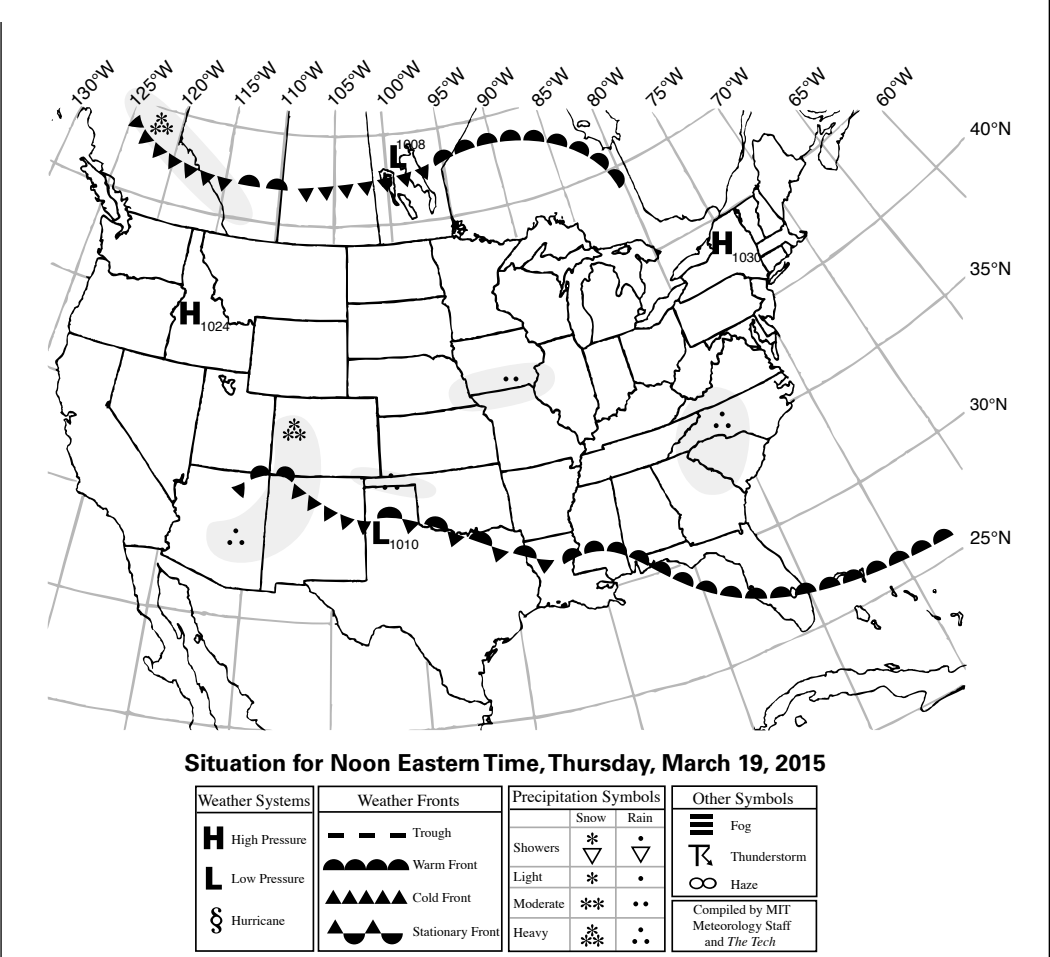 130°W 125°W 120°W 115°W 110°W 105°W 100°W 95°W 90°W 85°W 80°W 75°W 70°W 65°W 60°W
40°N
35°N
30°N
25°N
L 1008
H 1030
H 1024
L 1010
Situation for Noon Eastern Time, Thursday, March 19, 2015
Weather Systems
H High Pressure
L Low Pressure
§ Hurricane
Weather Fronts
Trough
Warm Front
Cold Front
Stationary Front
Precipitation Symbols
Snow Rain
Showers
Light
Moderate
Heavy
Other Symbols
Fog
Thunderstorm
Haze
Compiled by MIT
Meteorology Staff
and The Tech